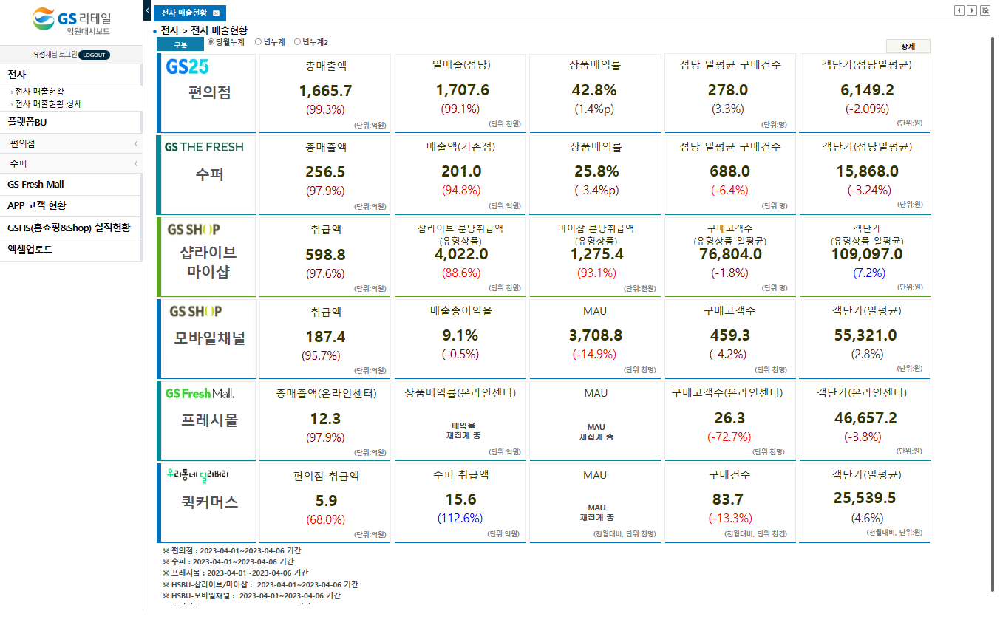 GS 리테일
임원대시보드
유성재님 로그인 LOGOUT
전사
전사 매출현황
전사 매출현황 상세
플랫폼BU
편의점
수퍼
GS Fresh Mall
APP 고객 현황
GSHS(홈쇼핑&Shop) 실적현황
엑셀업로드
전사 매출현황
전사 > 전사 매출현황
구분 당월누계 년누계 년누계2
상세
GS25
편의점
총매출액
1,665.7
(99.3%)
(단위:억원)
일매출(점당)
1,707.6
(99.1%)
(단위:천원)
상품매익률
42.8%
(1.4%p)
점당 일평균 구매건수
278.0
(3.3%)
(단위:명)
객단가(점당일평균)
6,149.2
(-2.09%)
(단위:원)
GS THE FRESH
수퍼
총매출액
256.5
(97.9%)
(단위:억원)
매출액(기존점)
201.0
(94.8%)
(단위:억원)
상품매익률
25.8%
(-3.4%p)
점당 일평균 구매건수
688.0
(-6.4%)
(단위:명)
객단가(점당일평균)
15,868.0
(-3.24%)
(단위:원)
GS SHOP
샵라이브
마이샵
취급액
598.8
(97.6%)
(단위:억원)
샵라이브 분당취급액
(유형상품)
4,022.0
(88.6%)
(단위:천원)
마이샵 분당취급액
(유형상품)
1,275.4
(93.1%)
(단위:천원)
구매고객수
(유형상품 일평균)
76,804.0
(-1.8%)
(단위:명)
객단가
(유형상품 일평균)
109,097.0
(7.2%)
(단위:원)
GS SHOP
모바일채널
취급액
187.4
(95.7%)
(단위:억원)
매출총이익율
9.1%
(-0.5%)
MAU
3,708.8
(-14.9%)
(단위:천명)
구매고객수
459.3
(-4.2%)
(단위:천명)
객단가(일평균)
55,321.0
(2.8%)
(단위:원)
GS Fresh Mall.
프레시몰
총매출액(온라인센터)
12.3
(97.9%)
(단위:억원)
상품매익률(온라인센터)
매익율
재집계 중
(단위:억원)
MAU
MAU
재집계 중
구매고객수(온라인센터)
26.3
(-72.7%)
(단위:천명)
객단가(온라인센터)
46,657.2
(-3.8%)
(단위:원)
우리동네 딜리버리
퀵커머스
편의점 취급액
5.9
(68.0%)
(단위:억원)
수퍼 취급액
15.6
(112.6%)
(단위:억원)
MAU
MAU
재집계 중
(전월대비, 단위:천명)
구매건수
83.7
(-13.3%)
(전월대비, 단위:천건)
객단가(일평균)
25,539.5
(4.6%)
(전월대비, 단위:원)
※ 편의점 : 2023-04-01~2023-04-06 기간
※ 수퍼 : 2023-04-01~2023-04-06 기간
※ 프레시몰 : 2023-04-01~2023-04-06 기간
※ HSBU-샵라이브/마이샵 : 2023-04-01~2023-04-06 기간
※ HSBU-모바일채널 : 2023-04-01~2023-04-06 기간